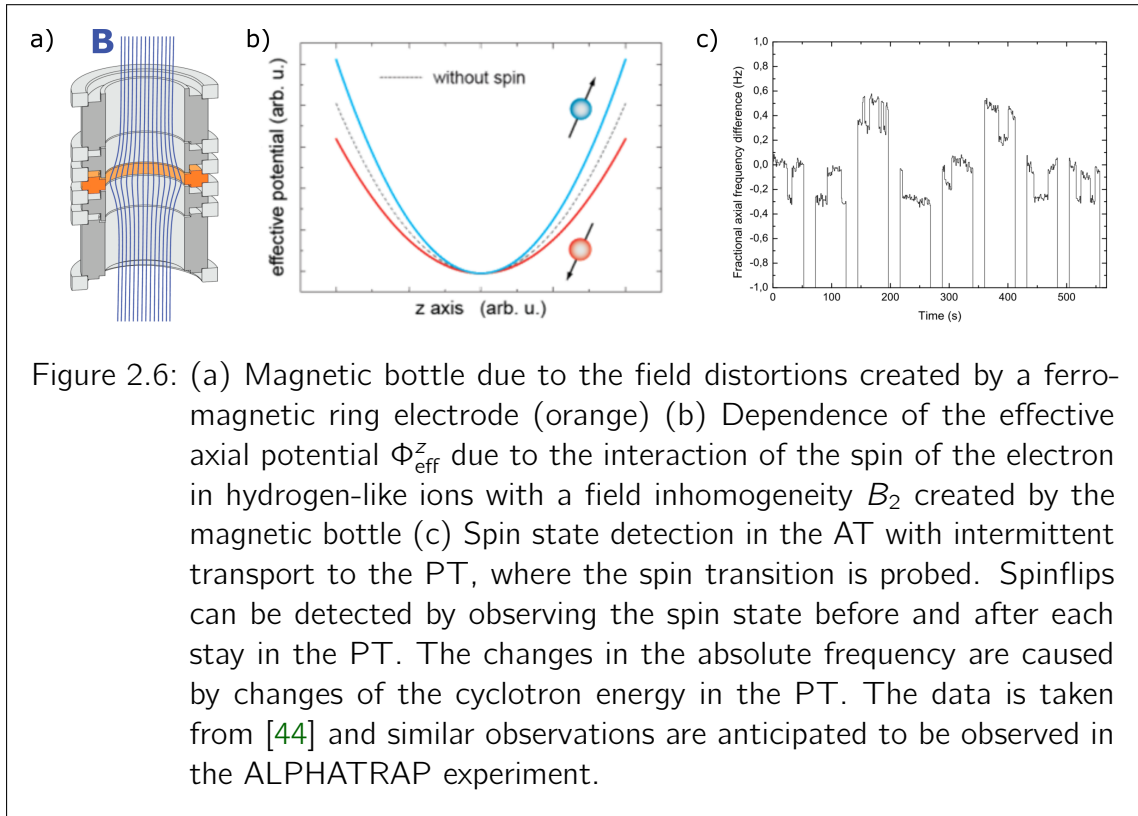 a)
B
b)
without spin
effective potential (arb. u.)
z axis (arb. u.)
c)
1,0
0,8
0,6
0,4
0,2
0,0
-0,2
-0,4
-0,6
-0,8
-1,0
Fractional axial frequency difference (Hz)
0 100 200 300 400 500
Time (s)
Figure 2.6: (a) Magnetic bottle due to the field distortions created by a ferro-
magnetic ring electrode (orange) (b) Dependence of the effective
axial potential Φᶻeff due to the interaction of the spin of the electron
in hydrogen-like ions with a field inhomogeneity B₂ created by the
magnetic bottle (c) Spin state detection in the AT with intermittent
transport to the PT, where the spin transition is probed. Spinflips
can be detected by observing the spin state before and after each
stay in the PT. The changes in the absolute frequency are caused
by changes of the cyclotron energy in the PT. The data is taken
from [44] and similar observations are anticipated to be observed in
the ALPHATRAP experiment.